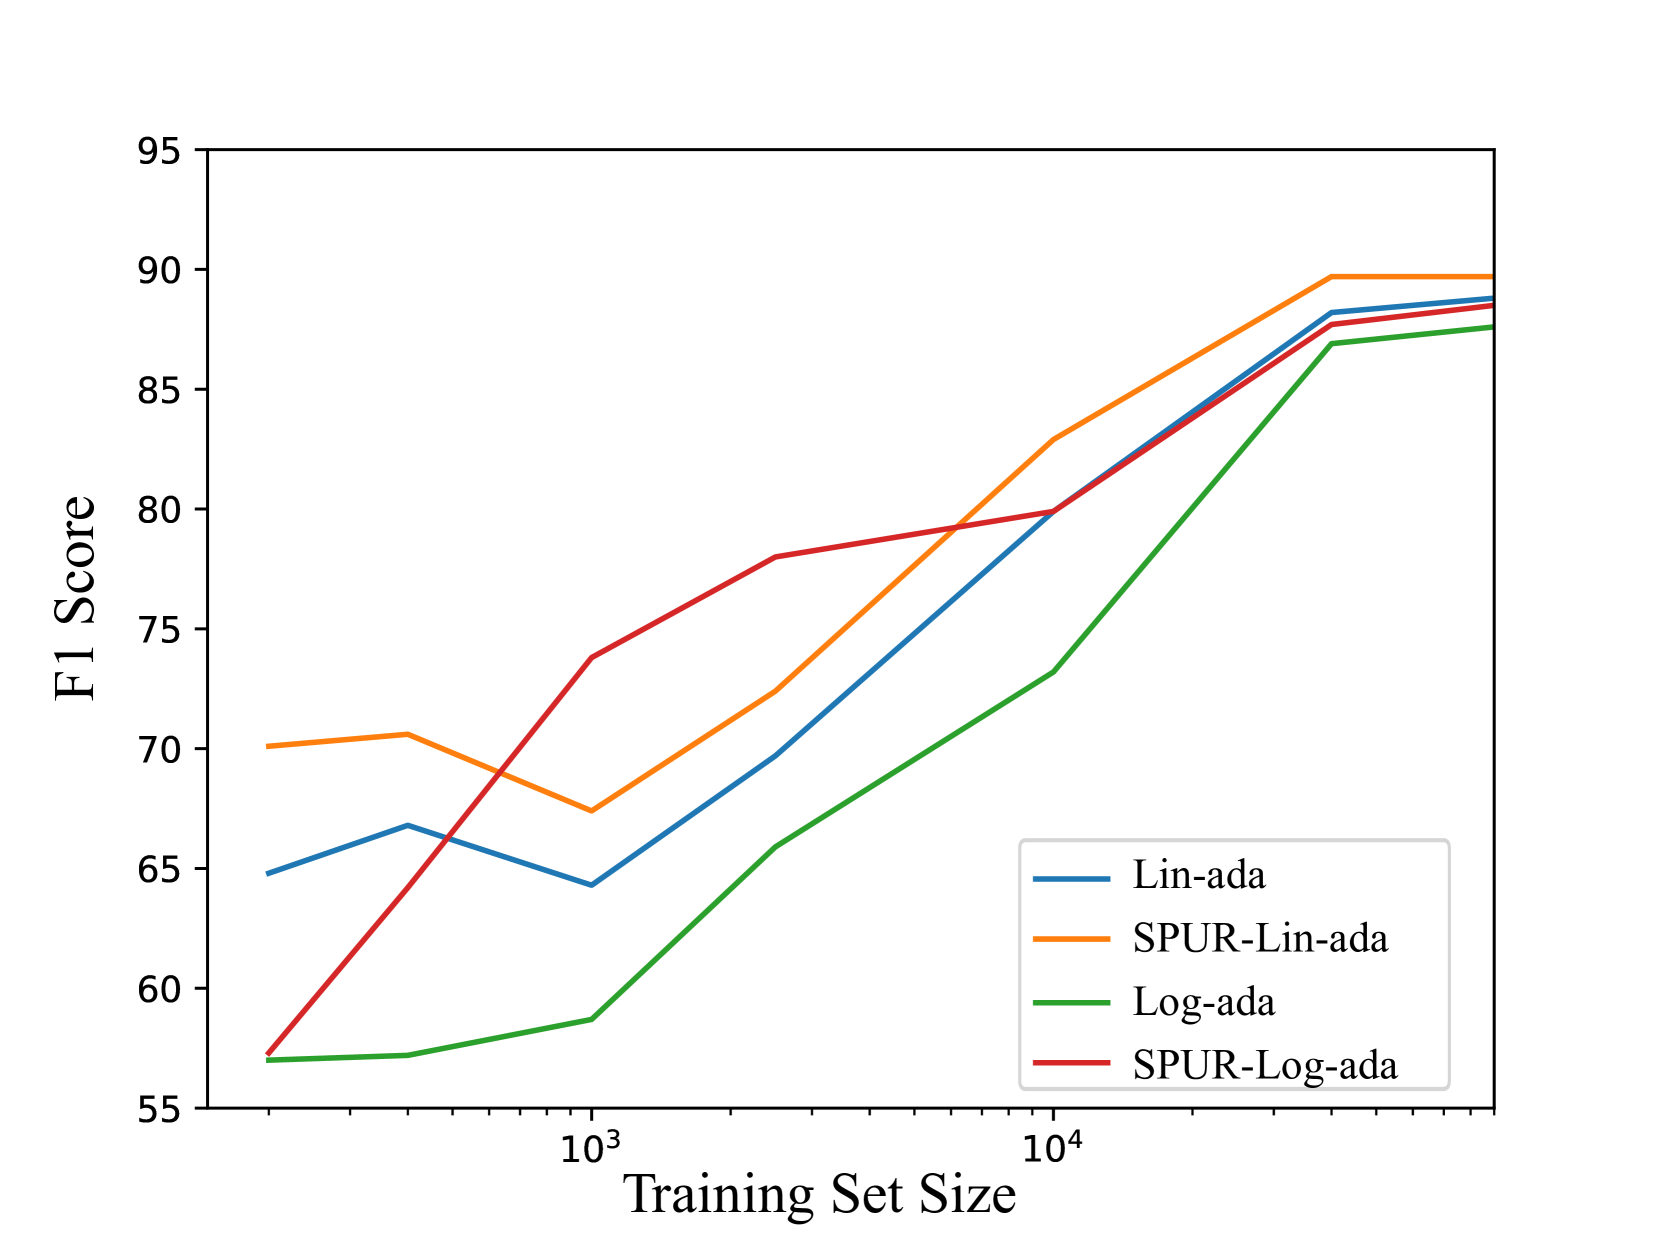 95
90
85
80
75
70
65
60
55
F1 Score
10³
10⁴
Training Set Size
Lin-ada
SPUR-Lin-ada
Log-ada
SPUR-Log-ada